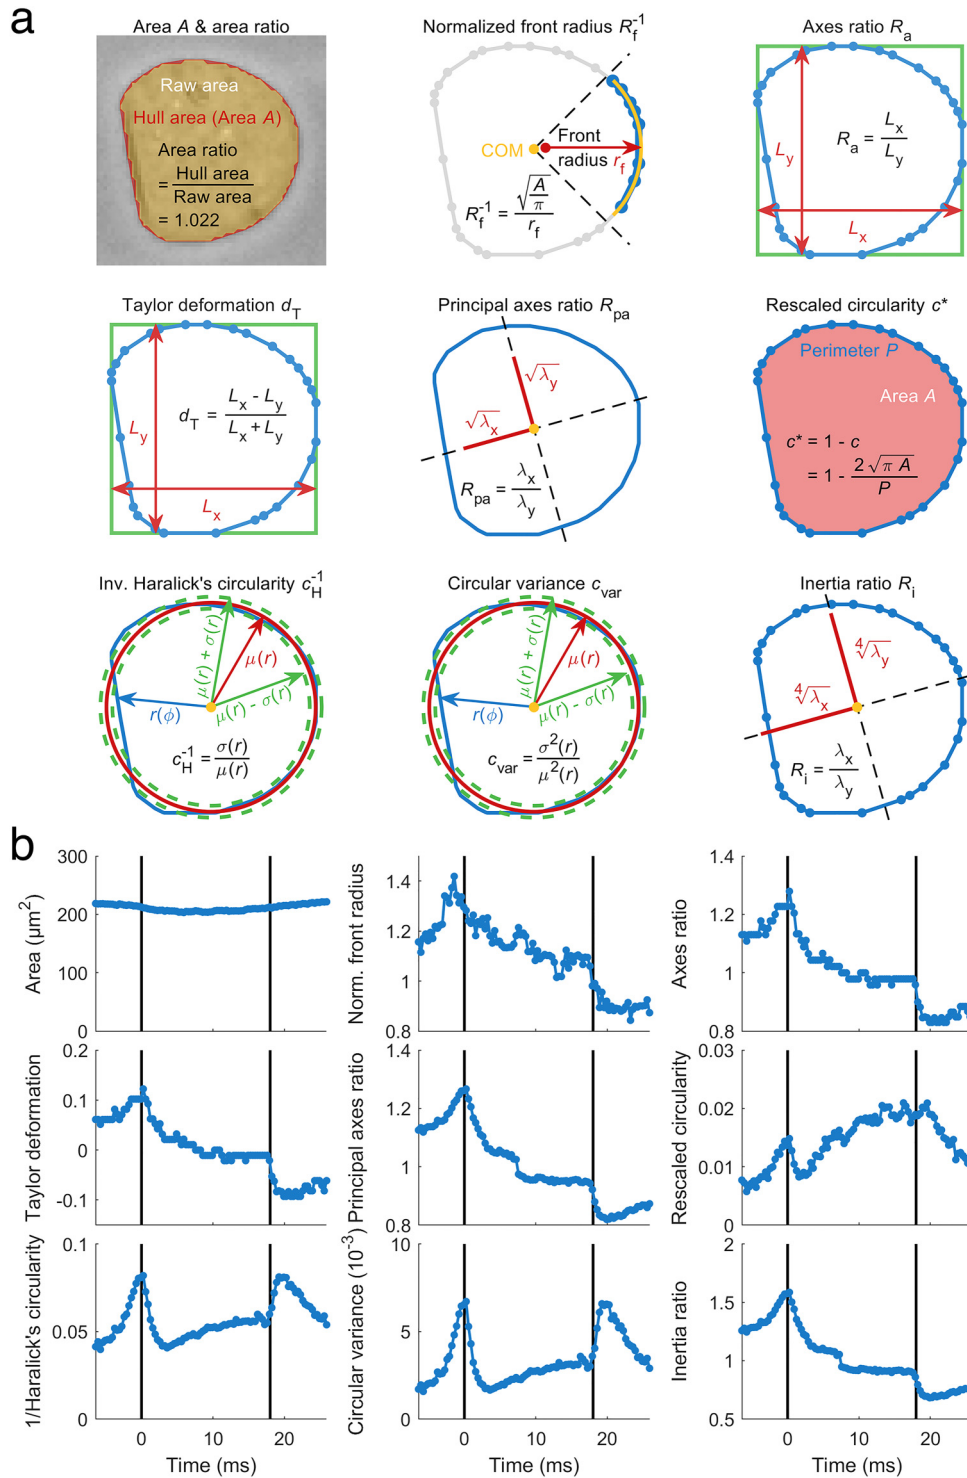 a
Area A & area ratio
Raw area
Hull area (Area A)
Area ratio
= Hull area / Raw area
= 1.022
Normalized front radius R_f^-1
COM
Front
radius r_f
R_f^-1 = √(A/π) / r_f
Axes ratio R_a
L_y
R_a = L_x / L_y
L_x
Taylor deformation d_T
L_y
d_T = (L_x - L_y) / (L_x + L_y)
L_x
Principal axes ratio R_pa
√λ_y
√λ_x
R_pa = λ_x / λ_y
Rescaled circularity c*
Perimeter P
Area A
c* = 1 - c
= 1 - 2√(π A) / P
Inv. Haralick's circularity c_H^-1
μ(r) + σ(r)
μ(r)
r(ϕ)
μ(r) - σ(r)
c_H^-1 = σ(r) / μ(r)
Circular variance c_var
μ(r) + σ(r)
μ(r)
r(ϕ)
μ(r) - σ(r)
c_var = σ²(r) / μ²(r)
Inertia ratio R_i
∜λ_y
∜λ_x
R_i = λ_x / λ_y
b
Area (μm²)
300
200
100
0
Norm. front radius
1.4
1.2
1
0.8
Axes ratio
1.4
1.2
1
0.8
Taylor deformation
0.2
0.1
0
-0.1
Principal axes ratio
1.4
1.2
1
0.8
Rescaled circularity
0.03
0.02
0.01
0
1/Haralick's circularity
0.1
0.05
0
0 10 20
Time (ms)
Circular variance (10⁻³)
10
5
0
0 10 20
Time (ms)
Inertia ratio
2
1.5
1
0.5
0 10 20
Time (ms)